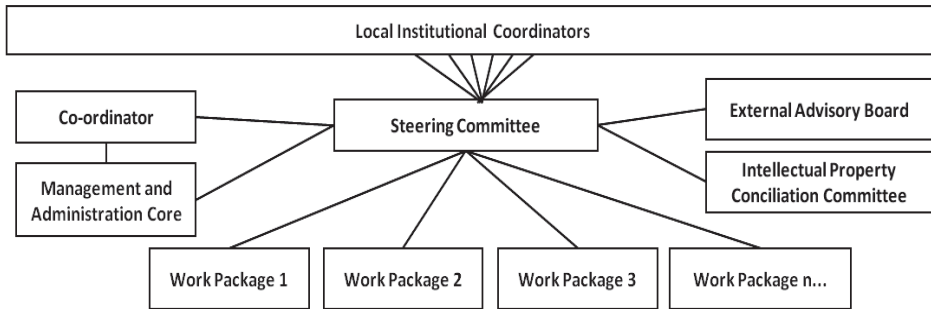 Local Institutional Coordinators
Co-ordinator
Steering Committee
External Advisory Board
Management and
Administration Core
Intellectual Property
Conciliation Committee
Work Package 1
Work Package 2
Work Package 3
Work Package n...